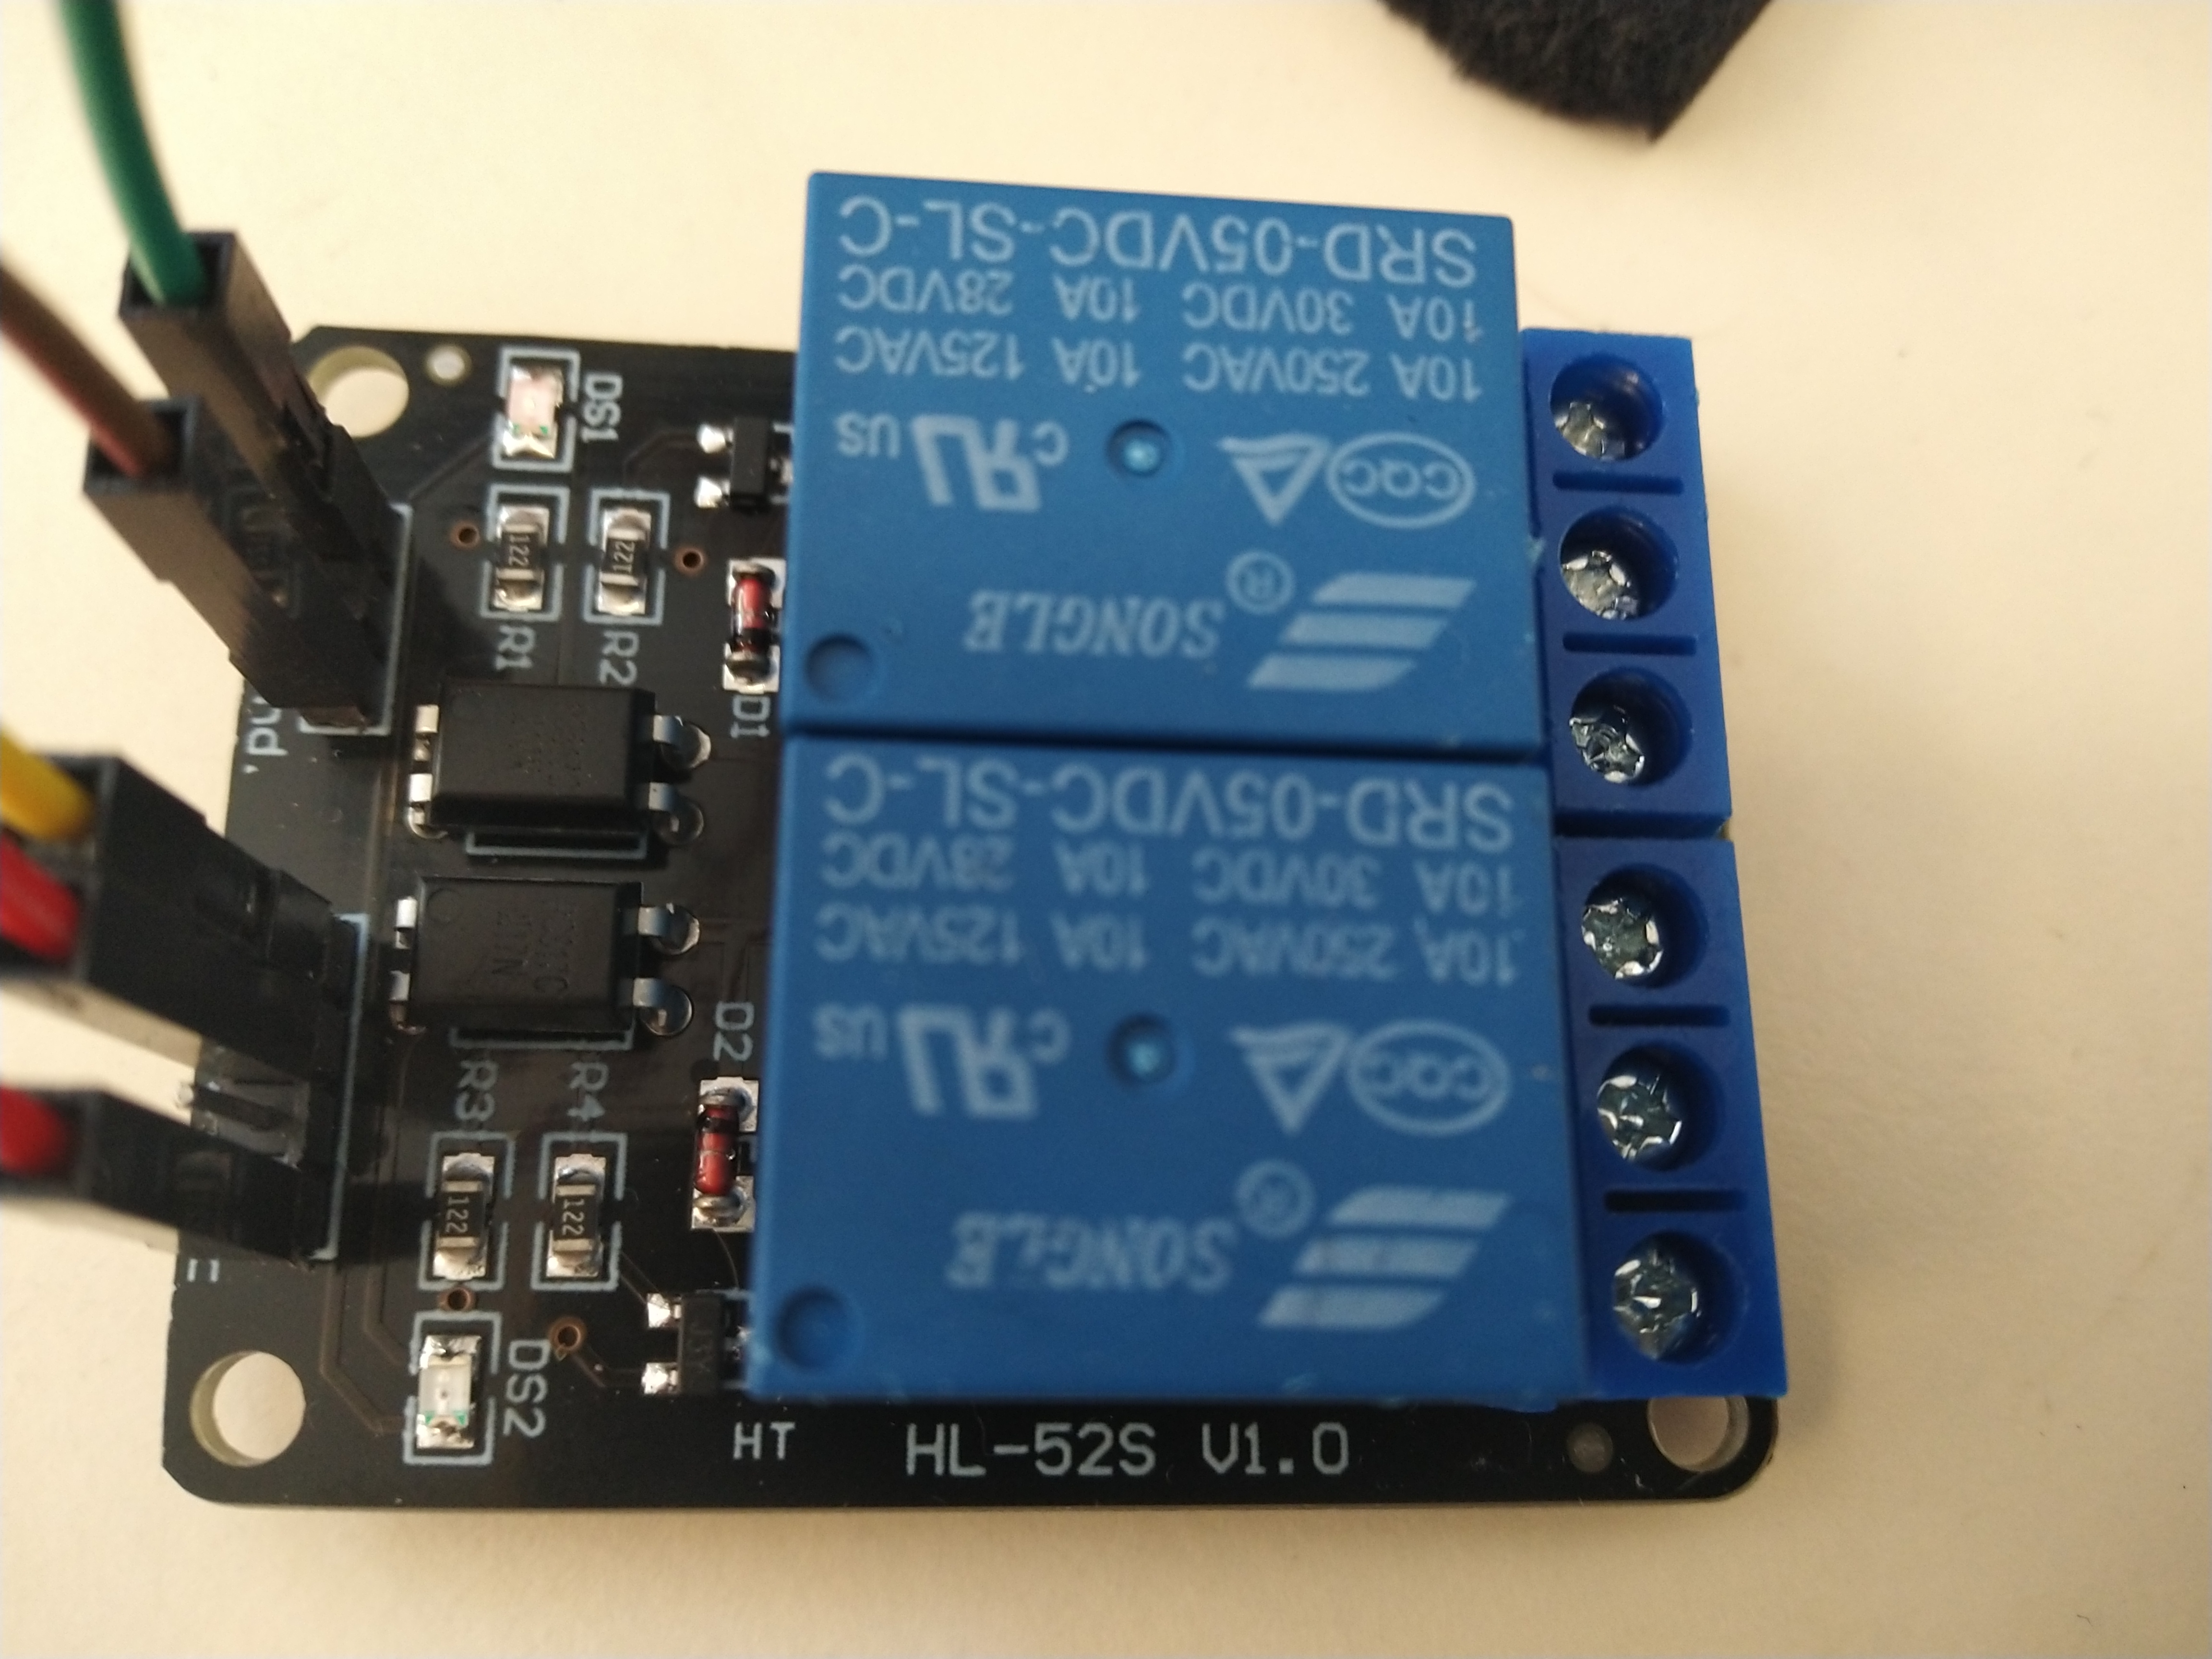 SRD-05VDC-SL-C
10A 30VDC 10A 28VDC
10A 250VAC 10A 125VAC
CQC c US
SONGLE ®
SRD-05VDC-SL-C
10A 30VDC 10A 28VDC
10A 250VAC 10A 125VAC
CQC c US
SONGLE ®
DS1
122
122
R1
R2
D1
D2
R3
R4
122
122
DS2
HT HL-52S V1.0